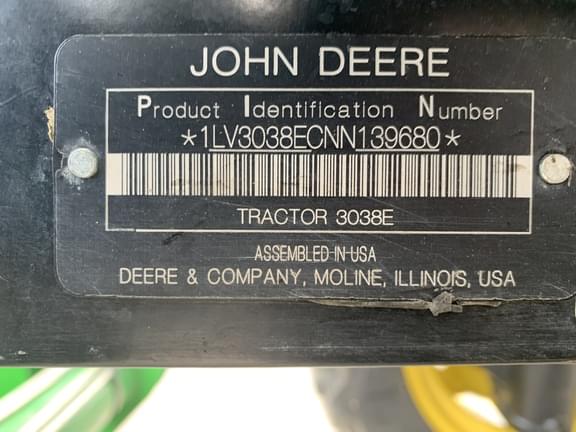 JOHN DEERE
Product Identification Number
*1LV3038ECNN139680*
TRACTOR 3038E
ASSEMBLED IN USA
DEERE & COMPANY, MOLINE, ILLINOIS, USA